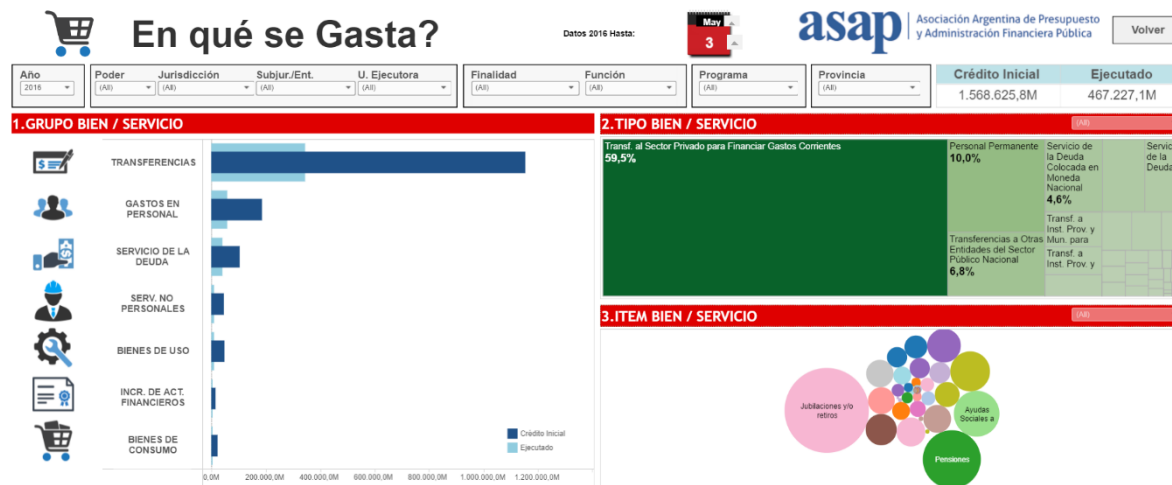 En qué se Gasta?
Datos 2016 Hasta:
May
3
asap
Asociación Argentina de Presupuesto
y Administración Financiera Pública
Volver
Año
2016
Poder
(All)
Jurisdicción
(All)
Subjur./Ent.
(All)
U. Ejecutora
(All)
Finalidad
(All)
Función
(All)
Programa
(All)
Provincia
(All)
Crédito Inicial
1.568.625,8M
Ejecutado
467.227,1M
1.GRUPO BIEN / SERVICIO
TRANSFERENCIAS
GASTOS EN
PERSONAL
SERVICIO DE LA
DEUDA
SERV. NO
PERSONALES
BIENES DE USO
INCR. DE ACT.
FINANCIEROS
BIENES DE
CONSUMO
Crédito Inicial
Ejecutado
0,0M
200.000,0M
400.000,0M
600.000,0M
800.000,0M
1.000.000,0M
1.200.000,0M
2.TIPO BIEN / SERVICIO
(All)
Transf. al Sector Privado para Financiar Gastos Corrientes
59,5%
Personal Permanente
10,0%
Transferencias a Otras
Entidades del Sector
Público Nacional
6,8%
Servicio de
la Deuda
Colocada en
Moneda
Nacional
4,6%
Transf. a
Inst. Prov. y
Mun. para
Transf. a
Inst. Prov. y
Servic
de la
Deuda
3.ITEM BIEN / SERVICIO
(All)
Jubilaciones y/o
retiros
Ayudas
Sociales a
Pensiones